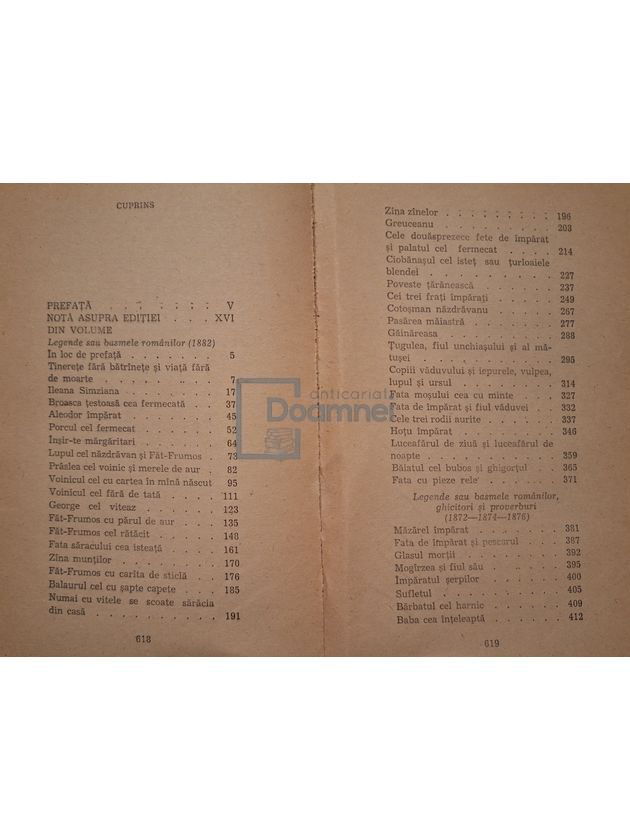 CUPRINS
PREFAȚĂ . . . . . . . V
NOTĂ ASUPRA EDIȚIEI . . . XVI
DIN VOLUME
Legende sau basmele românilor (1882)
În loc de prefață . . . . . . . 5
Tinerețe fără bătrînețe și viață fără
de moarte . . . . . . . . . 7
Ileana Simziana . . . . . . . 17
Broasca țestoasă cea fermecată . . . 37
Aleodor împărat . . . . . . . 45
Porcul cel fermecat . . . . . . 52
Înșir-te mărgăritari . . . . . . 64
Lupul cel năzdrăvan și Făt-Frumos . 73
Prâslea cel voinic și merele de aur . . 82
Voinicul cel cu cartea în mînă născut 95
Voinicul cel fără de tată . . . . . 111
George cel viteaz . . . . . . . 123
Făt-Frumos cu părul de aur . . . . 135
Făt-Frumos cel rătăcit . . . . . 148
Fata săracului cea isteață . . . . . 161
Zîna munților . . . . . . . . 170
Făt-Frumos cu carîta de sticlă . . . 176
Balaurul cel cu șapte capete . . . . 185
Numai cu vitele se scoate sărăcia
din casă . . . . . . . . . . 191
618
Zîna zînelor . . . . . . . . 196
Greuceanu . . . . . . . . . 203
Cele douăsprezece fete de împărat
și palatul cel fermecat . . . . 214
Ciobănașul cel isteț sau țurloaiele
blendei . . . . . . . . . . 227
Poveste țărănească . . . . . . 237
Cei trei frați împărați . . . . . 249
Cotoșman năzdrăvanu . . . . . 267
Pasărea măiastră . . . . . . . 277
Găinăreasa . . . . . . . . . 288
Țugulea, fiul unchiașului și al mă-
tușei . . . . . . . . . . . 295
Copiii văduvului și iepurele, vulpea,
lupul și ursul . . . . . . . . 314
Fata moșului cea cu minte . . . . 327
Fata de împărat și fiul văduvei . . 332
Cele trei rodii aurite . . . . . . 337
Hoțu împărat . . . . . . . . 346
Luceafărul de ziuă și luceafărul de
noapte . . . . . . . . . . 359
Băiatul cel bubos și ghigorțul . . . 365
Fata cu pieze rele . . . . . . . 371
Legende sau basmele românilor,
ghicitori și proverburi
(1872—1874—1876)
Măzărel împărat . . . . . . . 381
Fata de împărat și pescarul . . . . 387
Glasul morții . . . . . . . . 392
Mogîrzea și fiul său . . . . . . 395
Împăratul șerpilor . . . . . . . 400
Sufletul . . . . . . . . . . 405
Bărbatul cel harnic . . . . . . 409
Baba cea înțeleaptă . . . . . . 412
619
anticariat
Doamnei